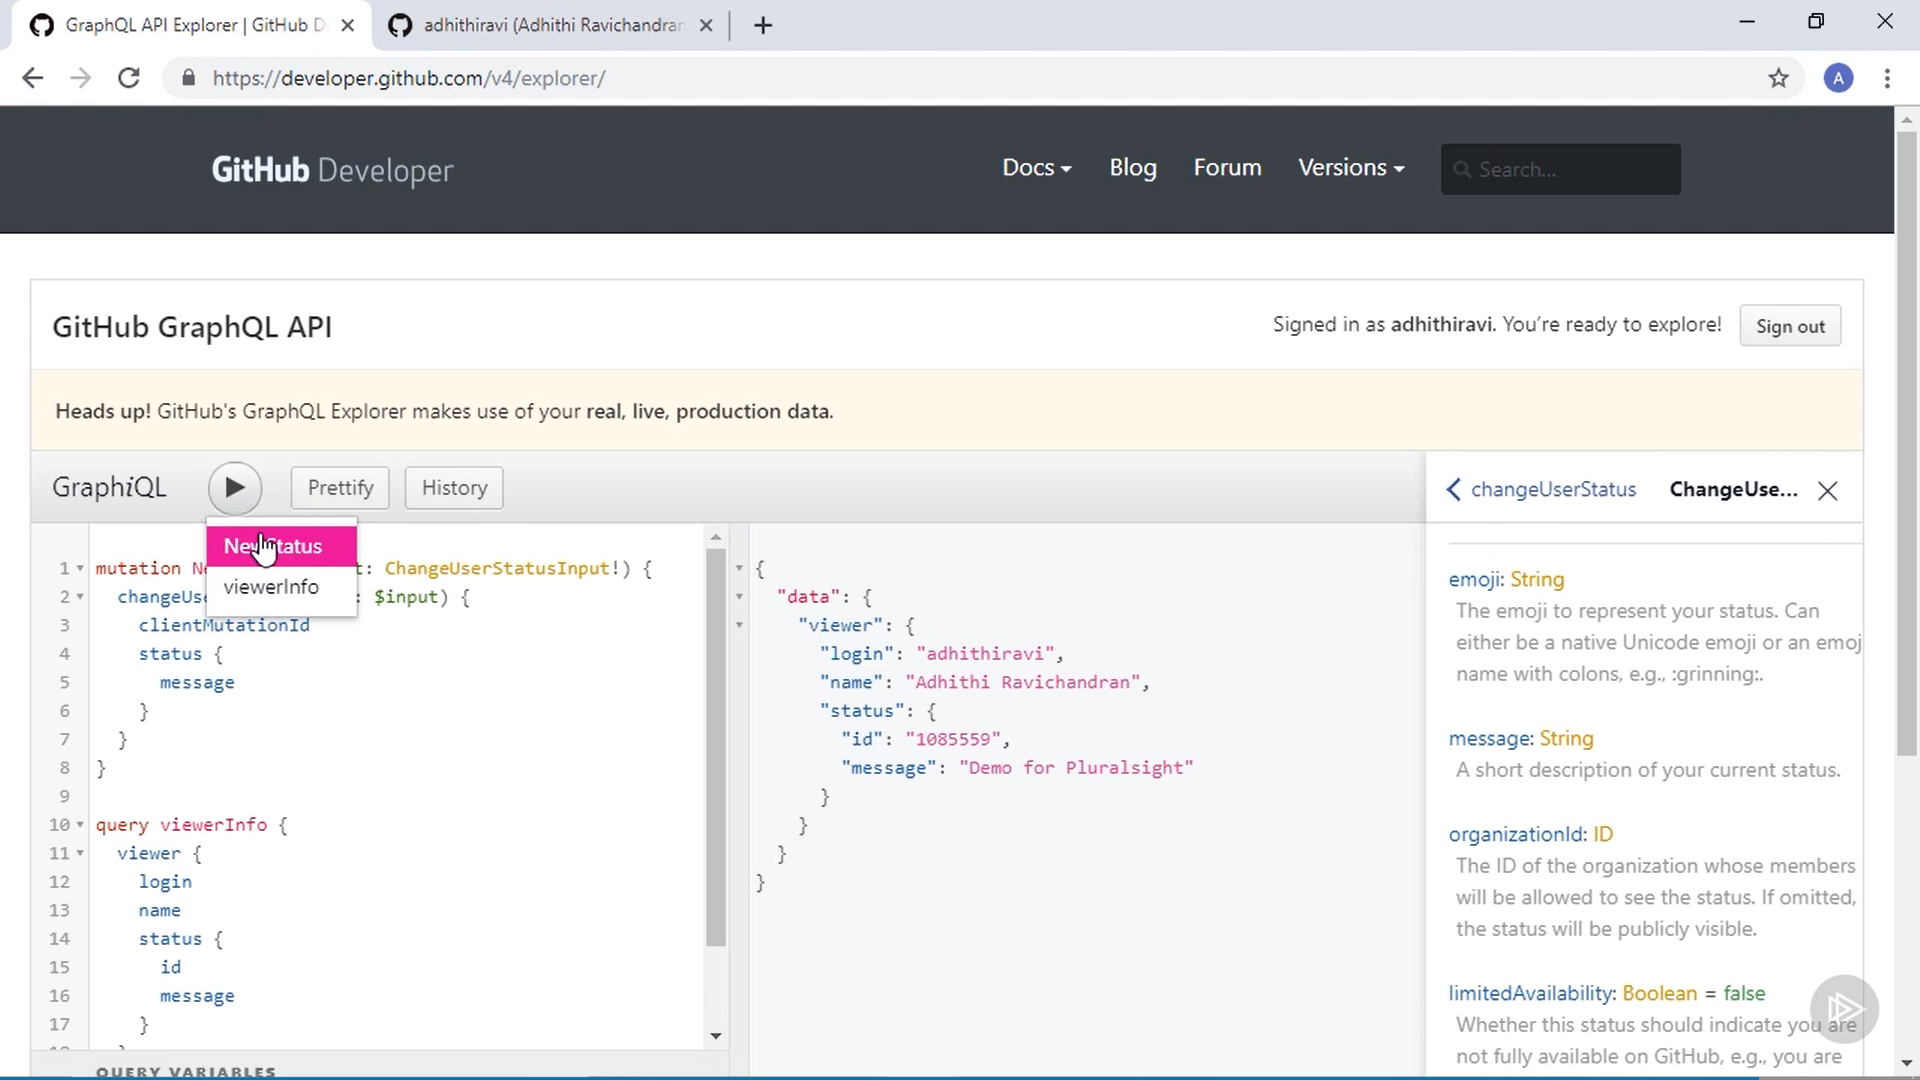 GraphQL API Explorer | GitHub D
adhithiravi (Adhithi Ravichandran
https://developer.github.com/v4/explorer/
A
GitHub Developer
Docs
Blog
Forum
Versions
Search...
GitHub GraphQL API
Signed in as adhithiravi. You're ready to explore!
Sign out
Heads up! GitHub's GraphQL Explorer makes use of your real, live, production data.
GraphiQL
Prettify
History
changeUserStatus
ChangeUse...
NewStatus
viewerInfo
1 mutation N t: ChangeUserStatusInput!) {
2 changeUs : $input) {
3 clientMutationId
4 status {
5 message
6 }
7 }
8 }
9
10 query viewerInfo {
11 viewer {
12 login
13 name
14 status {
15 id
16 message
17 }
QUERY VARIABLES
{
"data": {
"viewer": {
"login": "adhithiravi",
"name": "Adhithi Ravichandran",
"status": {
"id": "1085559",
"message": "Demo for Pluralsight"
}
}
}
}
emoji: String
The emoji to represent your status. Can
either be a native Unicode emoji or an emoj
name with colons, e.g., :grinning:.
message: String
A short description of your current status.
organizationId: ID
The ID of the organization whose members
will be allowed to see the status. If omitted,
the status will be publicly visible.
limitedAvailability: Boolean = false
Whether this status should indicate you are
not fully available on GitHub, e.g., you are